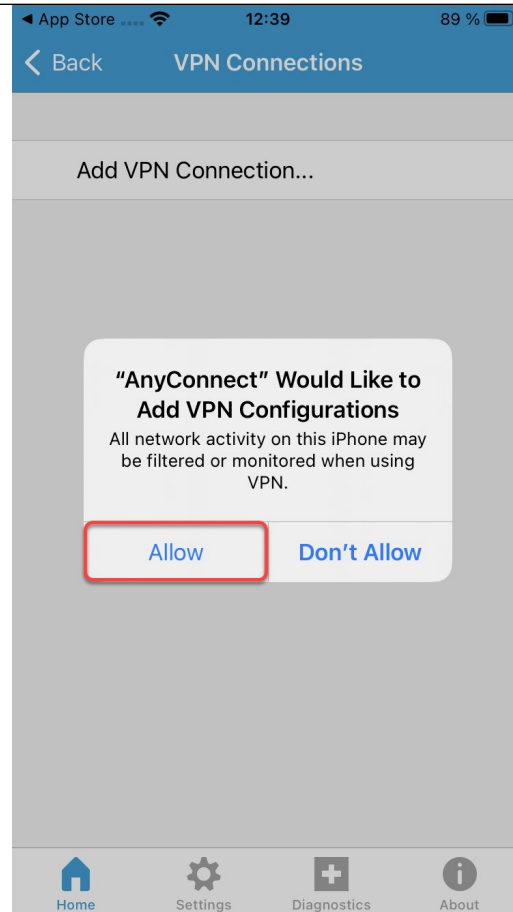 ◀ App Store 12:39 89 %
Back VPN Connections
Add VPN Connection...
“AnyConnect” Would Like to
Add VPN Configurations
All network activity on this iPhone may
be filtered or monitored when using
VPN.
Allow Don’t Allow
Home Settings Diagnostics About